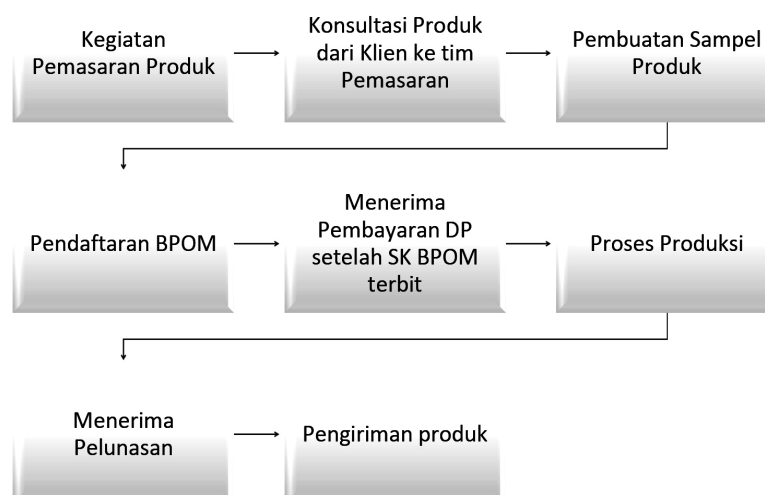 Kegiatan
Pemasaran Produk
Konsultasi Produk
dari Klien ke tim
Pemasaran
Pembuatan Sampel
Produk
Pendaftaran BPOM
Menerima
Pembayaran DP
setelah SK BPOM
terbit
Proses Produksi
Menerima
Pelunasan
Pengiriman produk